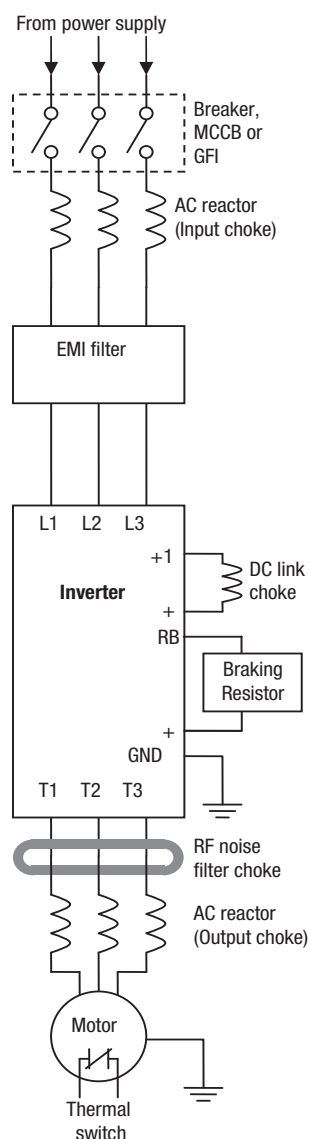 From power supply
Breaker,
MCCB or
GFI
AC reactor
(Input choke)
EMI filter
L1 L2 L3
+1
Inverter
DC link
choke
+
RB
Braking
Resistor
+
GND
T1 T2 T3
RF noise
filter choke
AC reactor
(Output choke)
Motor
Thermal
switch